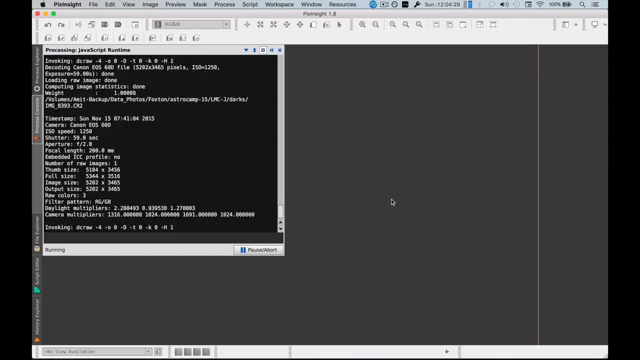 PixInsight File Edit View Preview Mask Process Script Workspace Window Resources Sun 12:04:29
100%
PixInsight 1.8
RGB/K
Process Explorer
Process Console
File Explorer
Script Editor
History Explorer
Processing: JavaScript Runtime
Invoking: dcraw -4 -o 0 -D -t 0 -k 0 -H 1
Decoding Canon EOS 60D file (5202x3465 pixels, ISO=1250,
Exposure=59.00s): done
Loading raw image: done
Computing image statistics: done
Weight : 1.00000
/Volumes/Amit-Backup/Data_Photos/Foxton/astrocamp-15/LMC-J/darks/
IMG_8393.CR2
Timestamp: Sun Nov 15 07:41:04 2015
Camera: Canon EOS 60D
ISO speed: 1250
Shutter: 59.0 sec
Aperture: f/2.8
Focal length: 200.0 mm
Embedded ICC profile: no
Number of raw images: 1
Thumb size: 5184 x 3456
Full size: 5344 x 3516
Image size: 5202 x 3465
Output size: 5202 x 3465
Raw colors: 3
Filter pattern: RG/GB
Daylight multipliers: 2.280493 0.939530 1.270003
Camera multipliers: 1316.000000 1024.000000 1691.000000 1024.000000
Invoking: dcraw -4 -o 0 -D -t 0 -k 0 -H 1
Running
Pause/Abort
<No View Available>